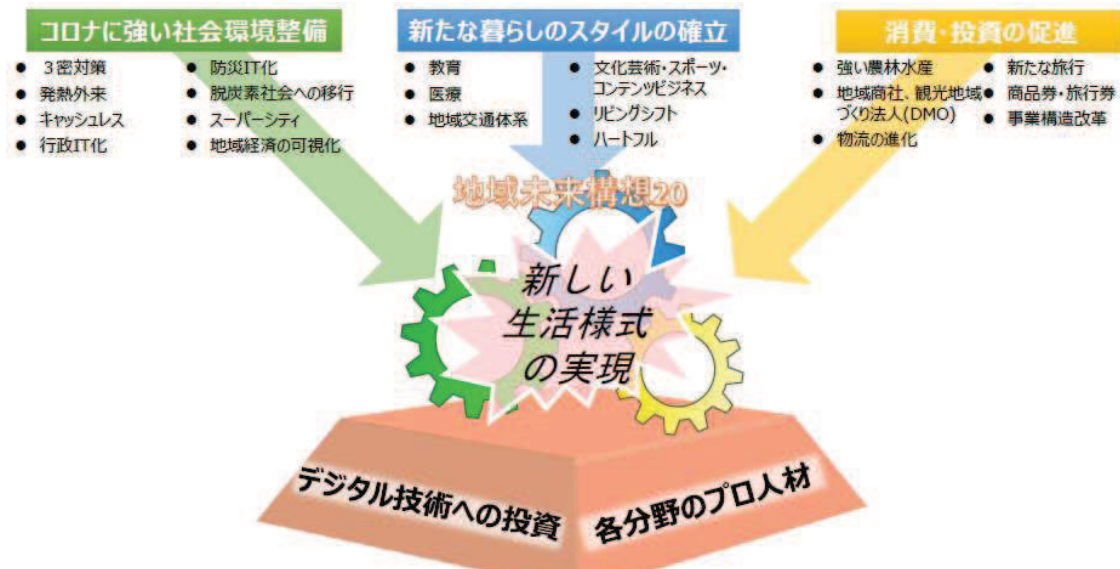 コロナに強い社会環境整備
● 3密対策
● 発熱外来
● キャッシュレス
● 行政IT化
● 防災IT化
● 脱炭素社会への移行
● スーパーシティ
● 地域経済の可視化
新たな暮らしのスタイルの確立
● 教育
● 医療
● 地域交通体系
● 文化芸術・スポーツ・
コンテンツビジネス
● リビングシフト
● ハートフル
消費・投資の促進
● 強い農林水産
● 地域商社、観光地域
づくり法人(DMO)
● 物流の進化
● 新たな旅行
● 商品券・旅行券
● 事業構造改革
地域未来構想20
新しい
生活様式
の実現
デジタル技術への投資
各分野のプロ人材